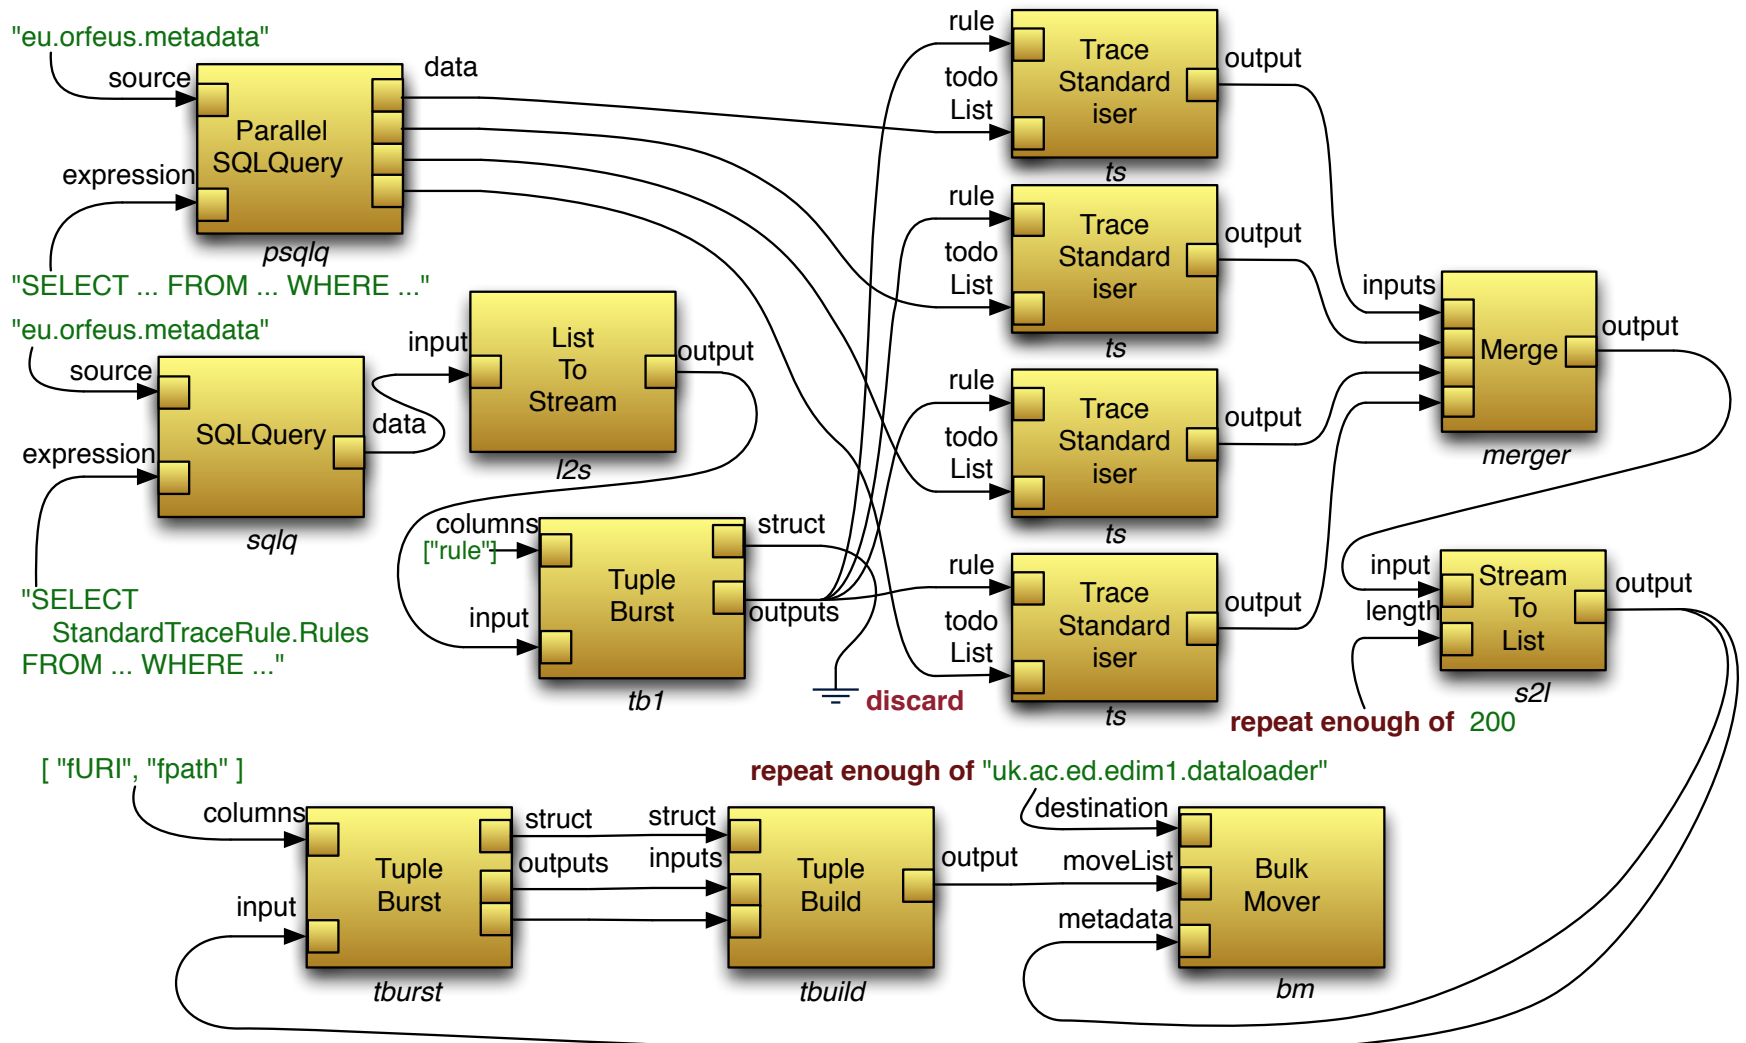 "eu.orfeus.metadata"
source
expression
Parallel
SQLQuery
data
psqlq
"SELECT ... FROM ... WHERE ..."
"eu.orfeus.metadata"
source
expression
SQLQuery
data
sqlq
"SELECT
StandardTraceRule.Rules
FROM ... WHERE ..."
input
List
To
Stream
output
l2s
columns
["rule"]
input
Tuple
Burst
struct
outputs
tb1
discard
rule
todo
List
Trace
Standard
iser
output
ts
rule
todo
List
Trace
Standard
iser
output
ts
rule
todo
List
Trace
Standard
iser
output
ts
rule
todo
List
Trace
Standard
iser
output
ts
inputs
Merge
output
merger
input
length
Stream
To
List
output
s2l
repeat enough of 200
[ "fURI", "fpath" ]
columns
input
Tuple
Burst
struct
outputs
tburst
struct
inputs
Tuple
Build
output
tbuild
repeat enough of "uk.ac.ed.edim1.dataloader"
destination
moveList
metadata
Bulk
Mover
bm